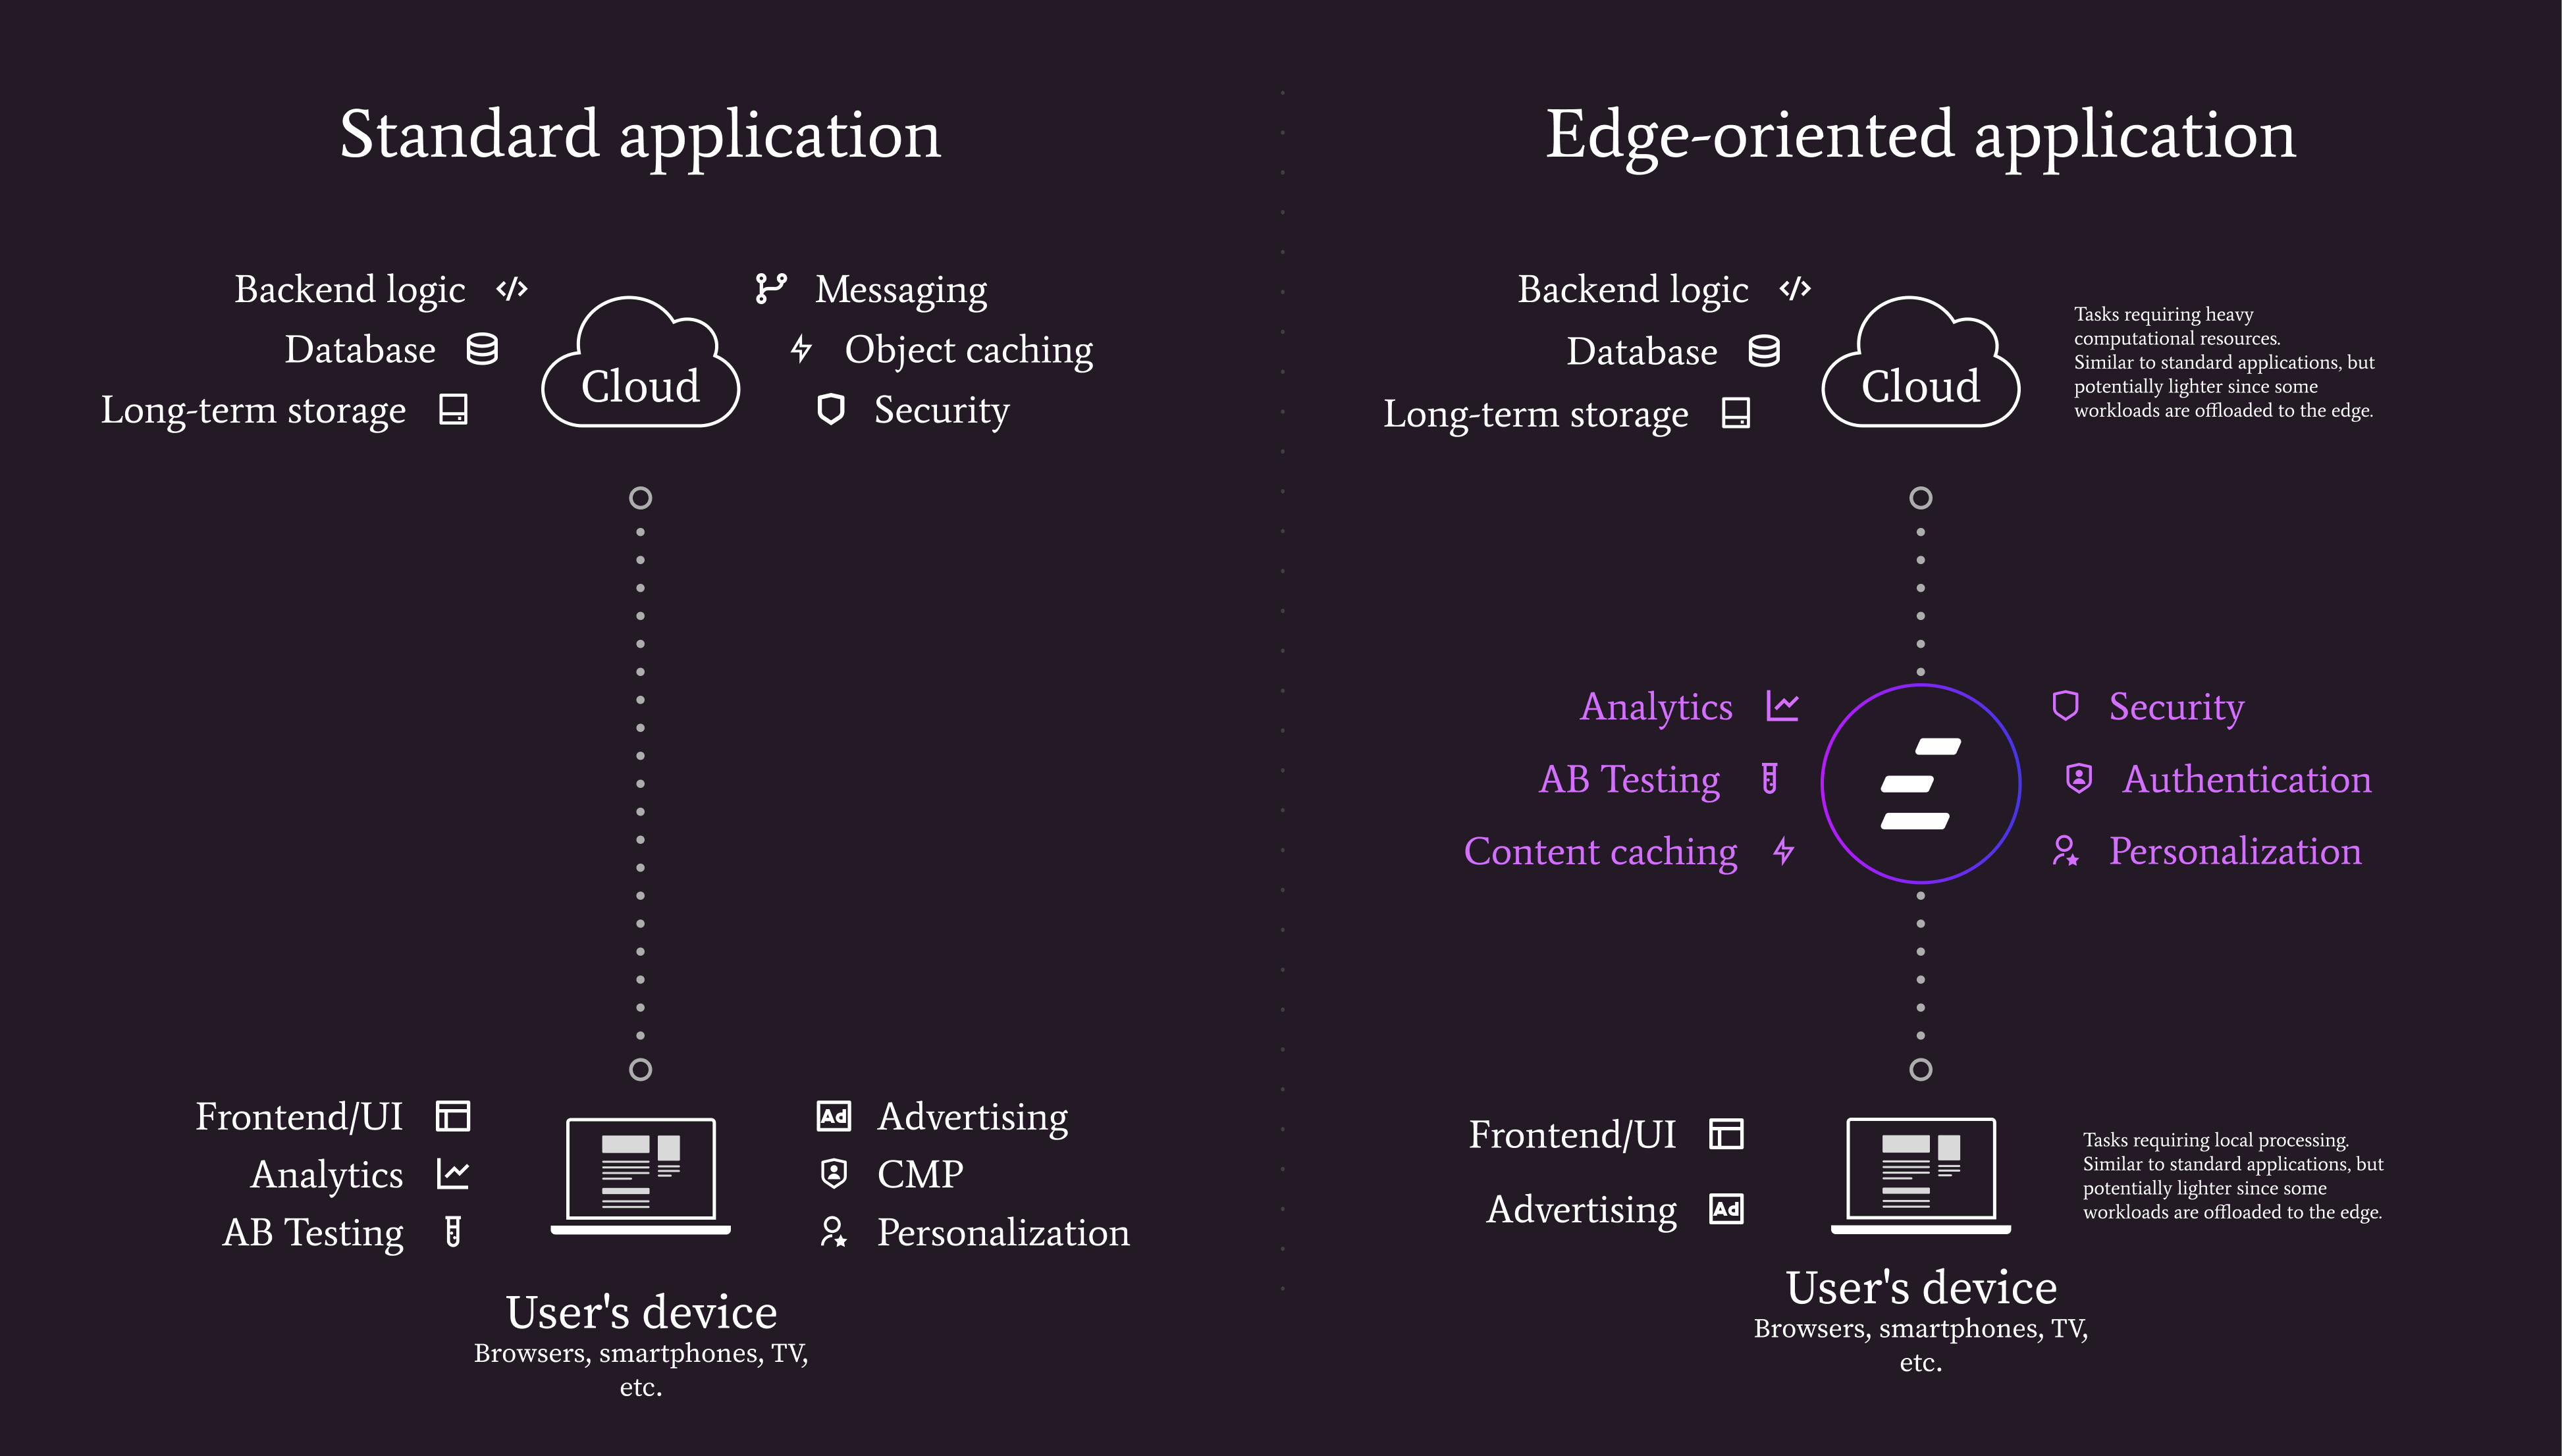 Standard application
Backend logic
Database
Long-term storage
Cloud
Messaging
Object caching
Security
Frontend/UI
Analytics
AB Testing
Ad
Advertising
CMP
Personalization
User's device
Browsers, smartphones, TV,
etc.
Edge-oriented application
Backend logic
Database
Long-term storage
Cloud
Tasks requiring heavy
computational resources.
Similar to standard applications, but
potentially lighter since some
workloads are offloaded to the edge.
Analytics
AB Testing
Content caching
Security
Authentication
Personalization
Frontend/UI
Advertising
Ad
Tasks requiring local processing.
Similar to standard applications, but
potentially lighter since some
workloads are offloaded to the edge.
User's device
Browsers, smartphones, TV,
etc.